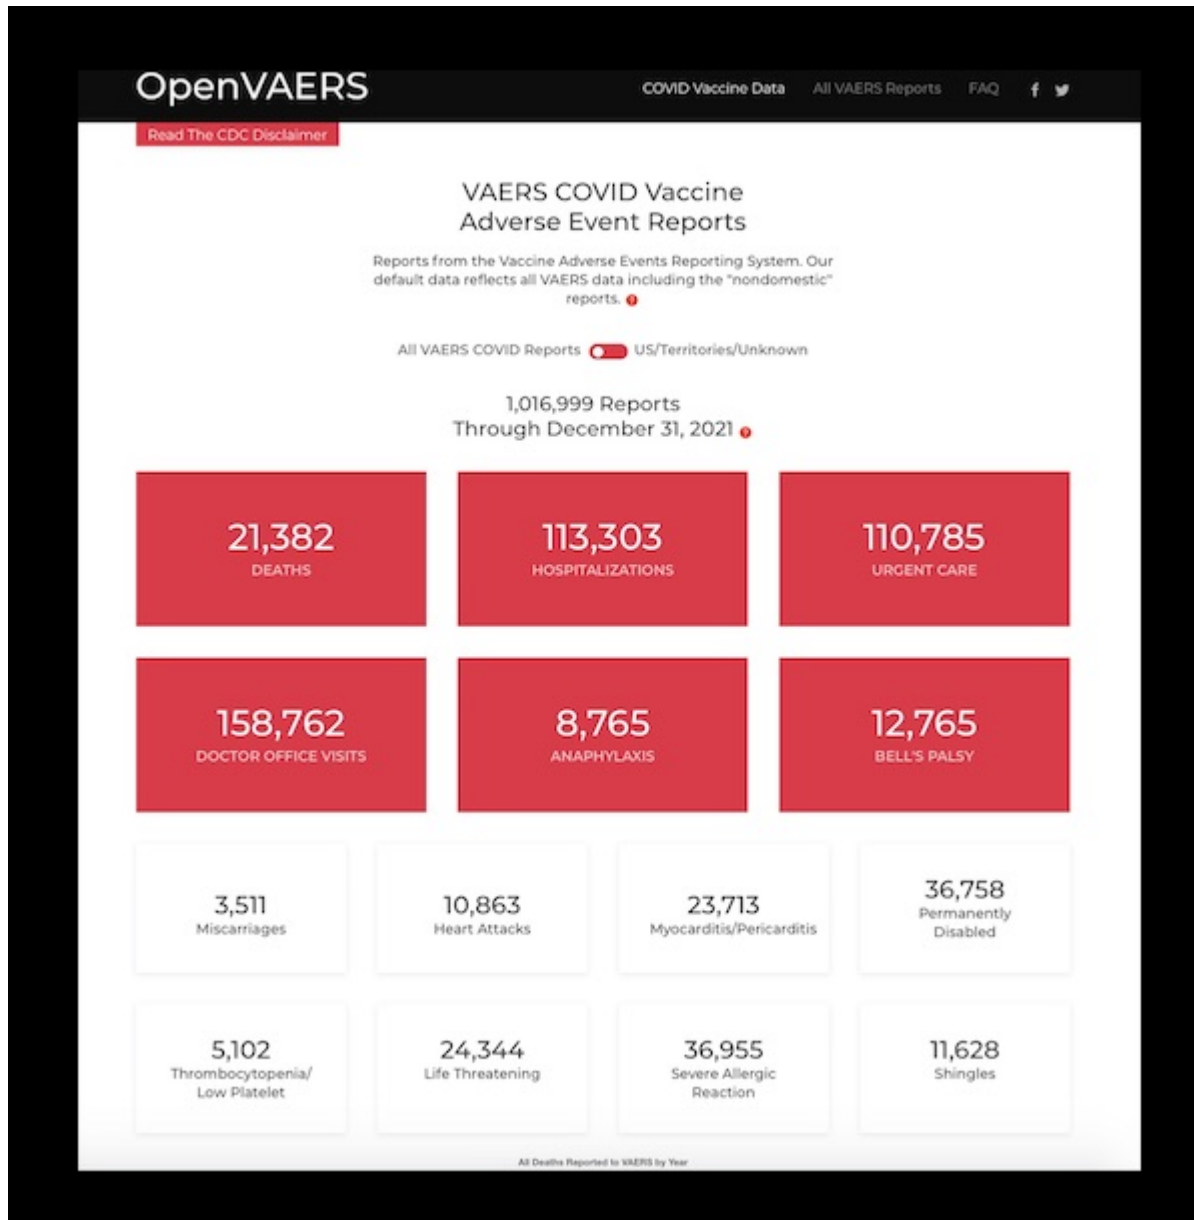 OpenVAERS
COVID Vaccine Data All VAERS Reports FAQ
Read The CDC Disclaimer
VAERS COVID Vaccine
Adverse Event Reports
Reports from the Vaccine Adverse Events Reporting System. Our
default data reflects all VAERS data including the "nondomestic"
reports.
All VAERS COVID Reports US/Territories/Unknown
1,016,999 Reports
Through December 31, 2021
21,382
DEATHS
113,303
HOSPITALIZATIONS
110,785
URGENT CARE
158,762
DOCTOR OFFICE VISITS
8,765
ANAPHYLAXIS
12,765
BELL'S PALSY
3,511
Miscarriages
10,863
Heart Attacks
23,713
Myocarditis/Pericarditis
36,758
Permanently
Disabled
5,102
Thrombocytopenia/
Low Platelet
24,344
Life Threatening
36,955
Severe Allergic
Reaction
11,628
Shingles
All Deaths Reported to VAERS by Year